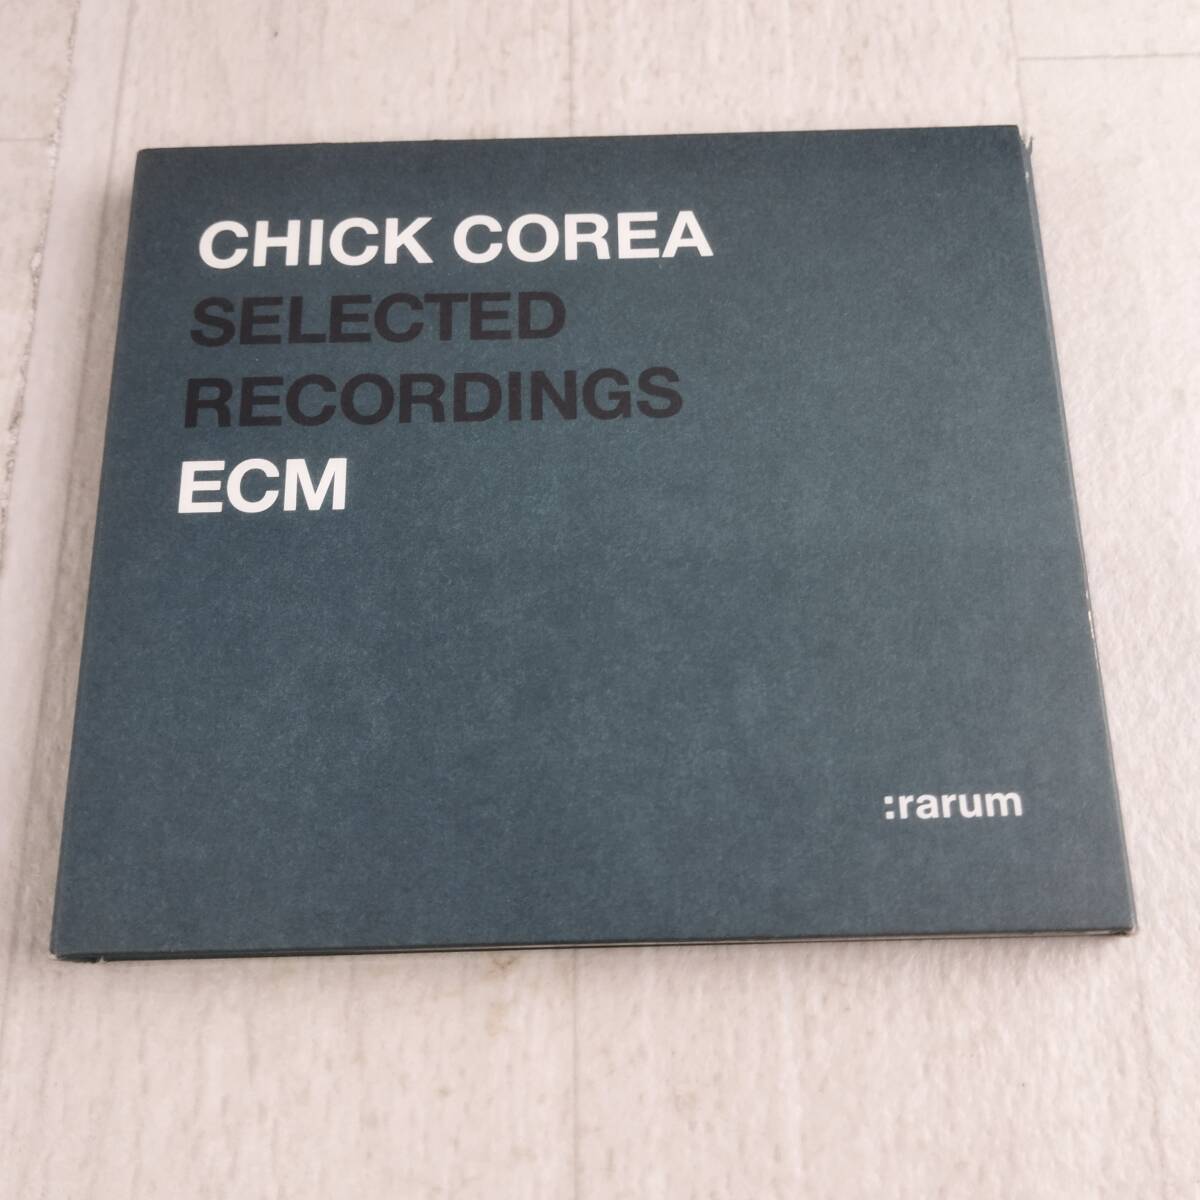 CHICK COREA
SELECTED
RECORDINGS
ECM
:rarum